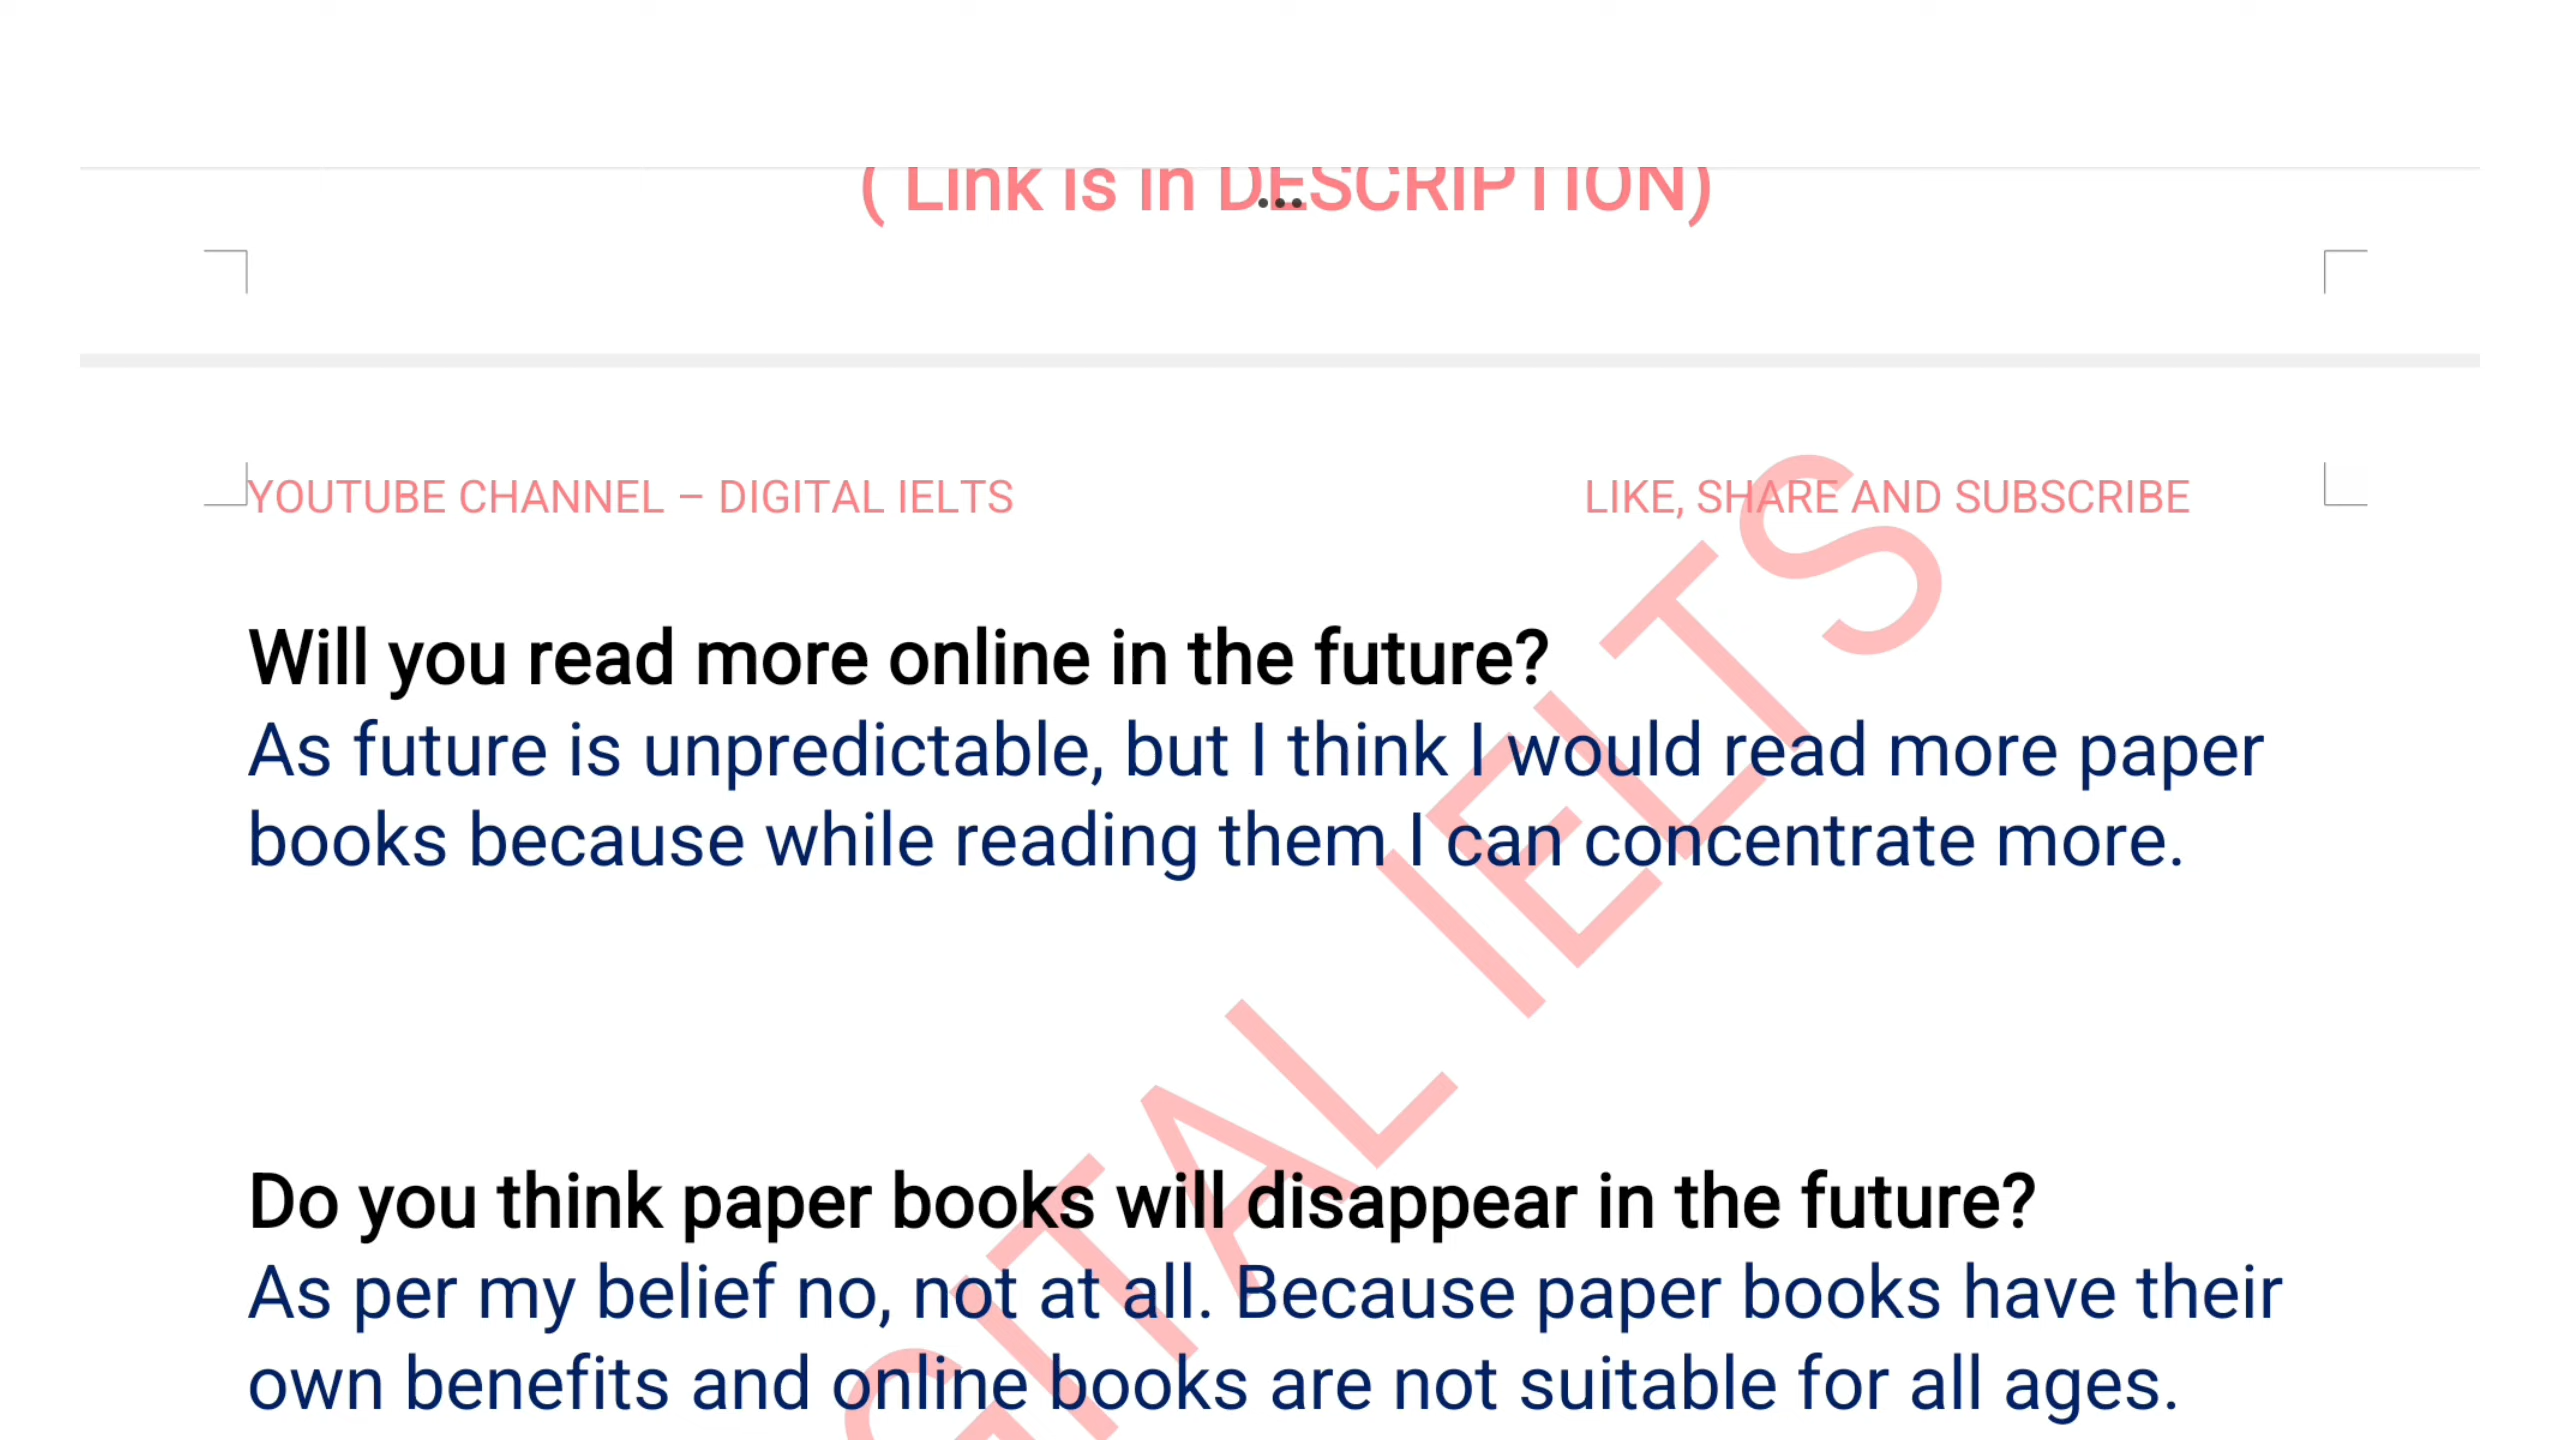 ( Link is in DESCRIPTION)
YOUTUBE CHANNEL – DIGITAL IELTS
LIKE, SHARE AND SUBSCRIBE
Will you read more online in the future?
As future is unpredictable, but I think I would read more paper
books because while reading them I can concentrate more.
Do you think paper books will disappear in the future?
As per my belief no, not at all. Because paper books have their
own benefits and online books are not suitable for all ages.
GITAL IELTS